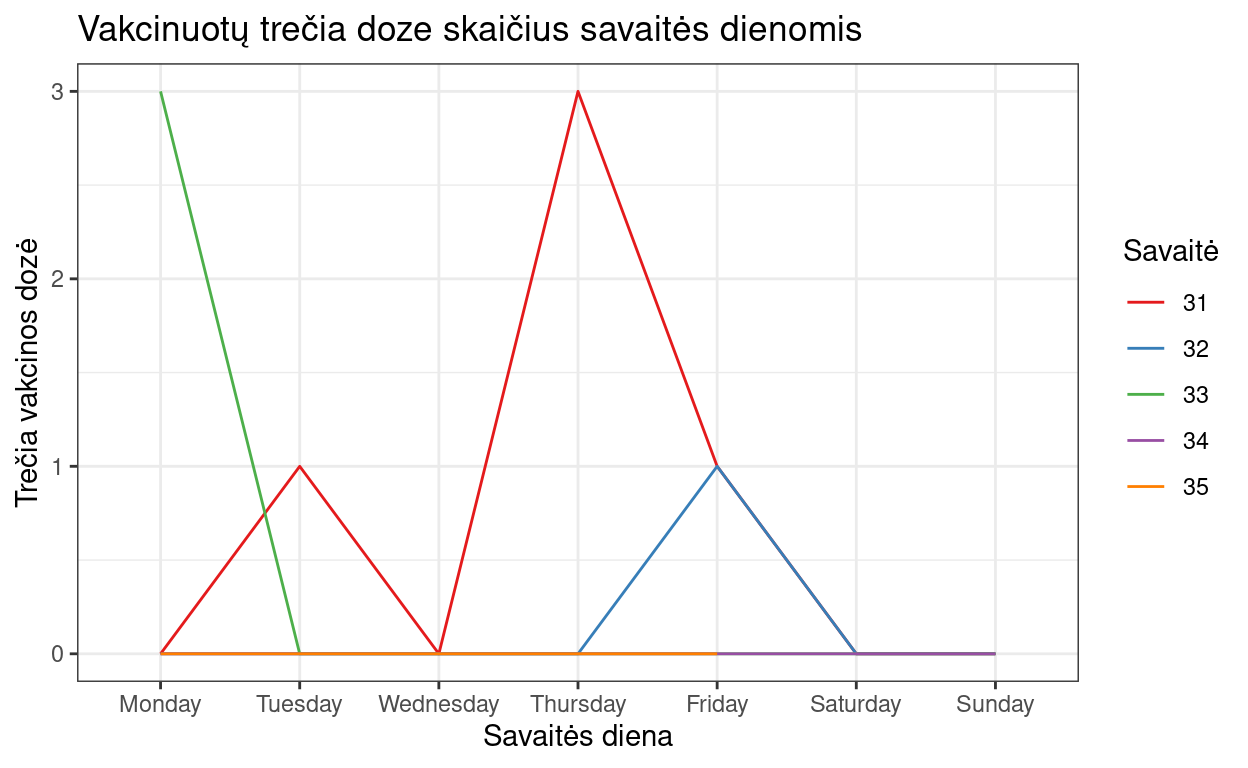 Vakcinuotų trečia doze skaičius savaitės dienomis
Trečia vakcinos dozė
3
2
1
0
Monday Tuesday Wednesday Thursday Friday Saturday Sunday
Savaitės diena
Savaitė
31
32
33
34
35